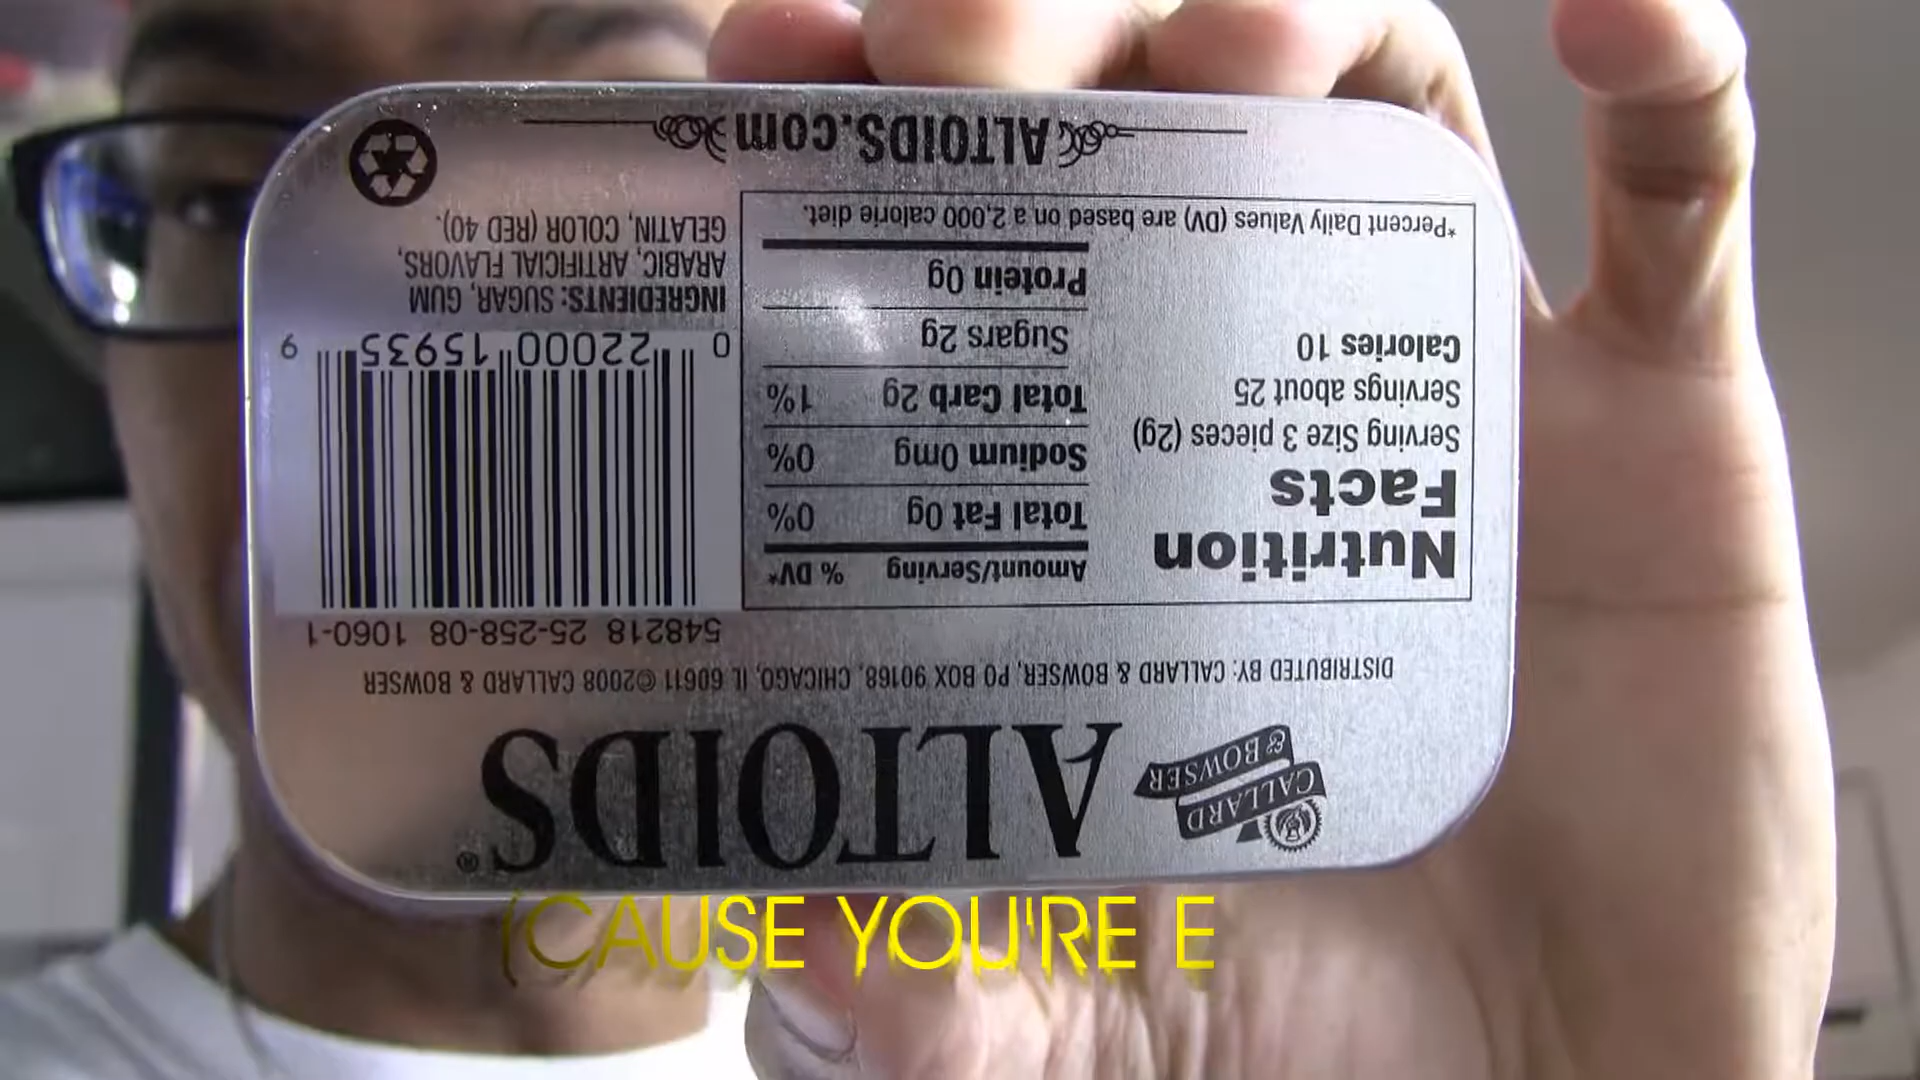 CALLARD
& BOWSER
ALTOIDS®
DISTRIBUTED BY: CALLARD & BOWSER, PO BOX 90168, CHICAGO, IL 60611 ©2008 CALLARD & BOWSER
Nutrition
Facts
Serving Size 3 pieces (2g)
Servings about 25
Calories 10
Amount/Serving % DV*
Total Fat 0g 0%
Sodium 0mg 0%
Total Carb 2g 1%
Sugars 2g
Protein 0g
*Percent Daily Values (DV) are based on a 2,000 calorie diet.
548218 25-258-08 1060-1
0 22000 15935 9
INGREDIENTS: SUGAR, GUM
ARABIC, ARTIFICIAL FLAVORS,
GELATIN, COLOR (RED 40).
ALTOIDS.com
(CAUSE YOU'RE E